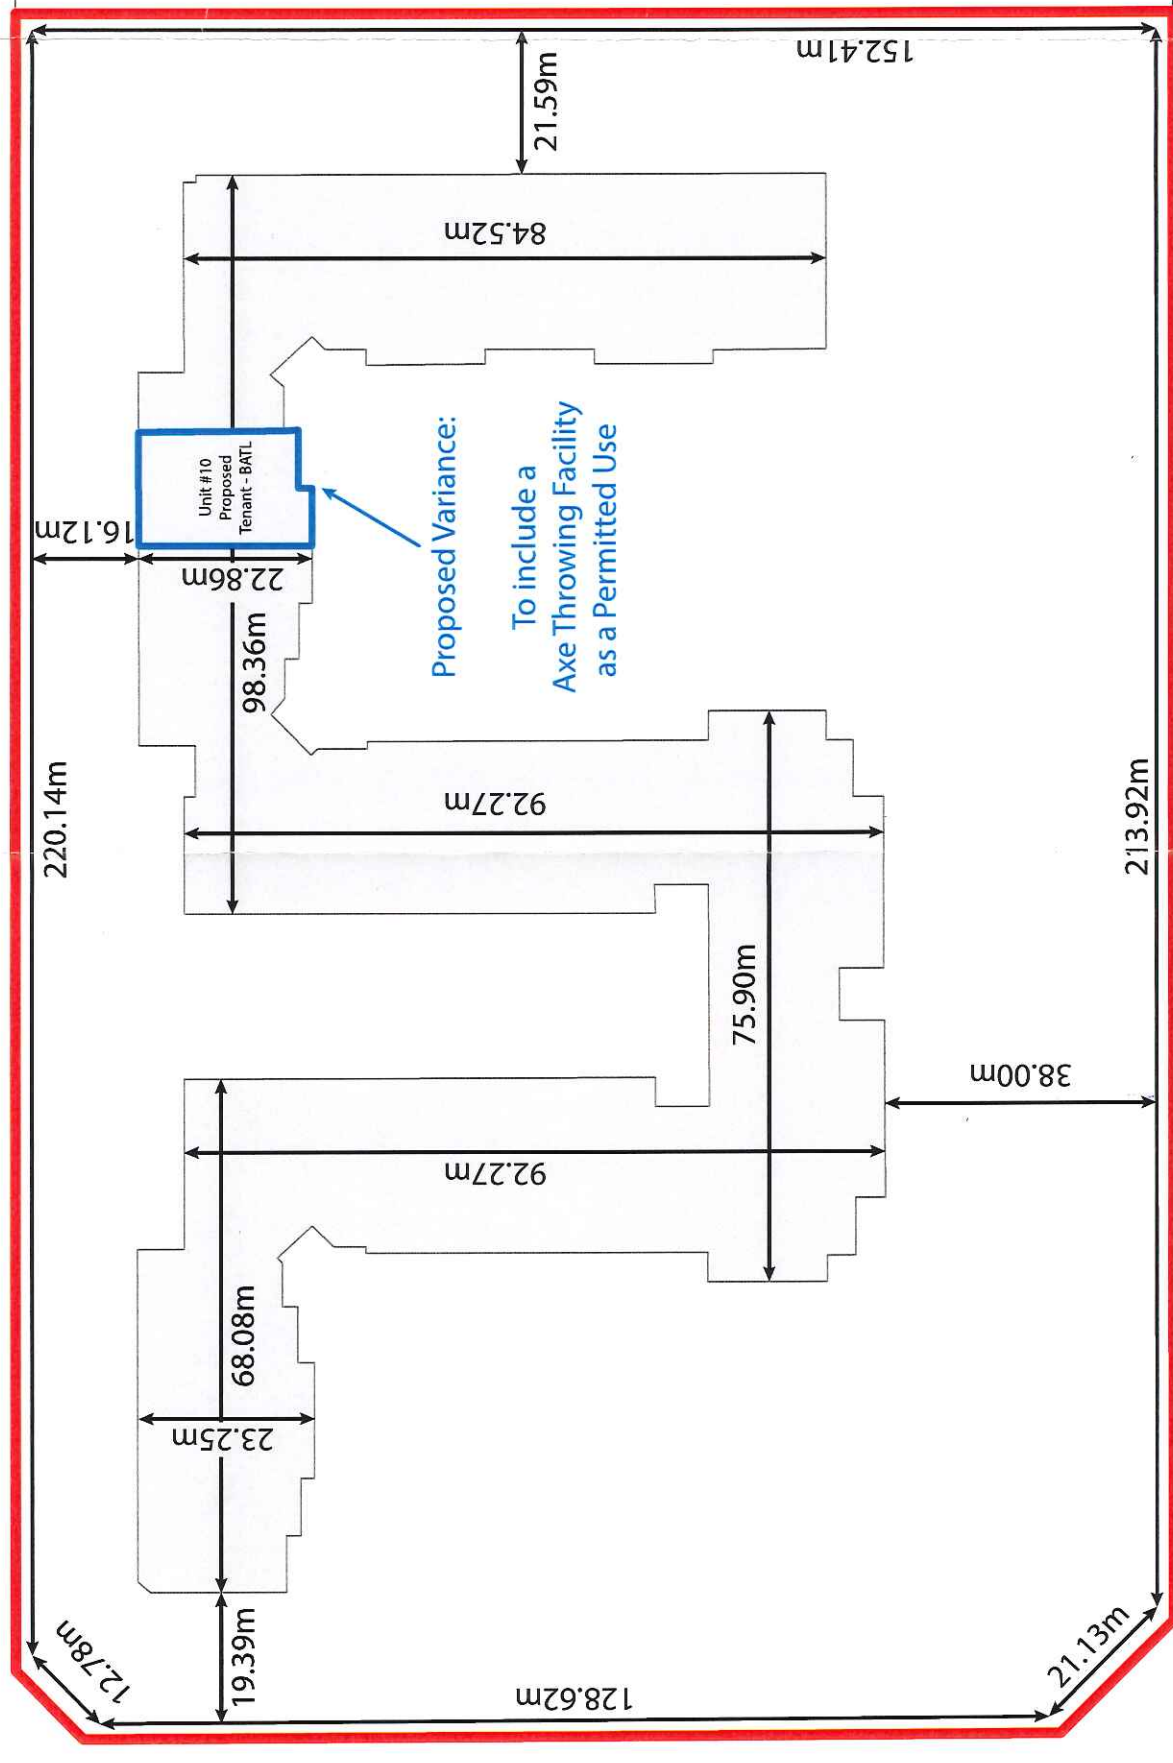 152.41m
21.59m
84.52m
Unit #10
Proposed
Tenant - BATL
16.12m
22.86m
98.36m
Proposed Variance:
To include a
Axe Throwing Facility
as a Permitted Use
220.14m
92.27m
213.92m
75.90m
38.00m
92.27m
68.08m
23.25m
19.39m
12.78m
128.62m
21.13m